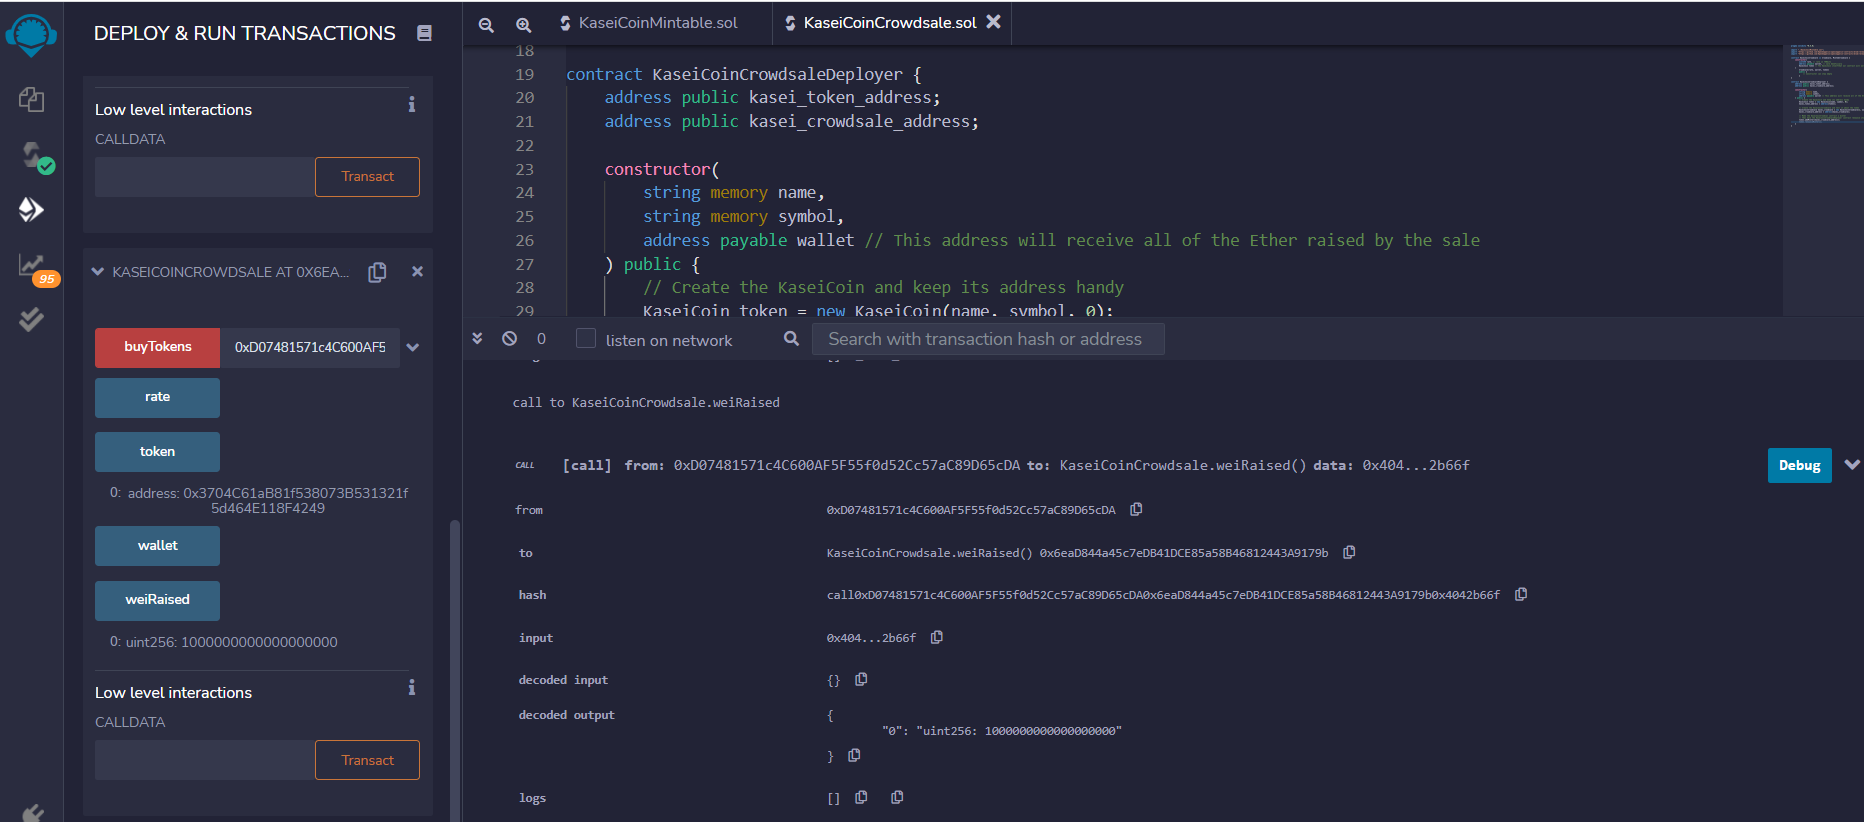 DEPLOY & RUN TRANSACTIONS
Low level interactions
CALLDATA
Transact
95
KASEICOINCROWDSALE AT 0X6EA...
buyTokens 0xD07481571c4C600AF5
rate
token
0: address: 0x3704C61aB81f538073B531321f
5d464E118F4249
wallet
weiRaised
0: uint256: 1000000000000000000
Low level interactions
CALLDATA
Transact
KaseiCoinMintable.sol KaseiCoinCrowdsale.sol
18
19 contract KaseiCoinCrowdsaleDeployer {
20 address public kasei_token_address;
21 address public kasei_crowdsale_address;
22
23 constructor(
24 string memory name,
25 string memory symbol,
26 address payable wallet // This address will receive all of the Ether raised by the sale
27 ) public {
28 // Create the KaseiCoin and keep its address handy
29 KaseiCoin token = new KaseiCoin(name, symbol, 0);
0 listen on network Search with transaction hash or address
call to KaseiCoinCrowdsale.weiRaised
CALL [call] from: 0xD07481571c4C600AF5F55f0d52Cc57aC89D65cDA to: KaseiCoinCrowdsale.weiRaised() data: 0x404...2b66f Debug
from 0xD07481571c4C600AF5F55f0d52Cc57aC89D65cDA
to KaseiCoinCrowdsale.weiRaised() 0x6eaD844a45c7eDB41DCE85a58B46812443A9179b
hash call0xD07481571c4C600AF5F55f0d52Cc57aC89D65cDA0x6eaD844a45c7eDB41DCE85a58B46812443A9179b0x4042b66f
input 0x404...2b66f
decoded input {}
decoded output {
"0": "uint256: 1000000000000000000"
}
logs []